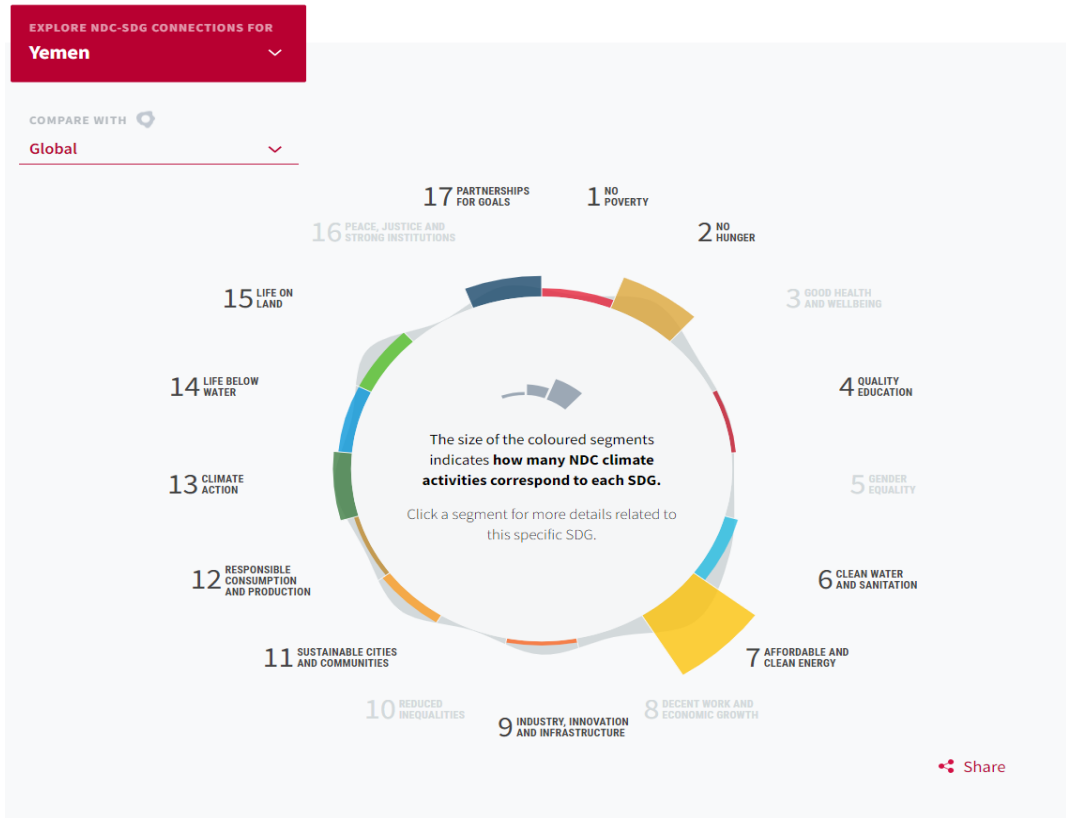 EXPLORE NDC-SDG CONNECTIONS FOR
Yemen
COMPARE WITH
Global
17 PARTNERSHIPS
FOR GOALS
1 NO
POVERTY
16 PEACE, JUSTICE AND
STRONG INSTITUTIONS
2 NO
HUNGER
15 LIFE ON
LAND
3 GOOD HEALTH
AND WELLBEING
14 LIFE BELOW
WATER
4 QUALITY
EDUCATION
The size of the coloured segments
indicates how many NDC climate
activities correspond to each SDG.
Click a segment for more details related to
this specific SDG.
13 CLIMATE
ACTION
5 GENDER
EQUALITY
12 RESPONSIBLE
CONSUMPTION
AND PRODUCTION
6 CLEAN WATER
AND SANITATION
11 SUSTAINABLE CITIES
AND COMMUNITIES
7 AFFORDABLE AND
CLEAN ENERGY
10 REDUCED
INEQUALITIES
9 INDUSTRY, INNOVATION
AND INFRASTRUCTURE
8 DECENT WORK AND
ECONOMIC GROWTH
Share